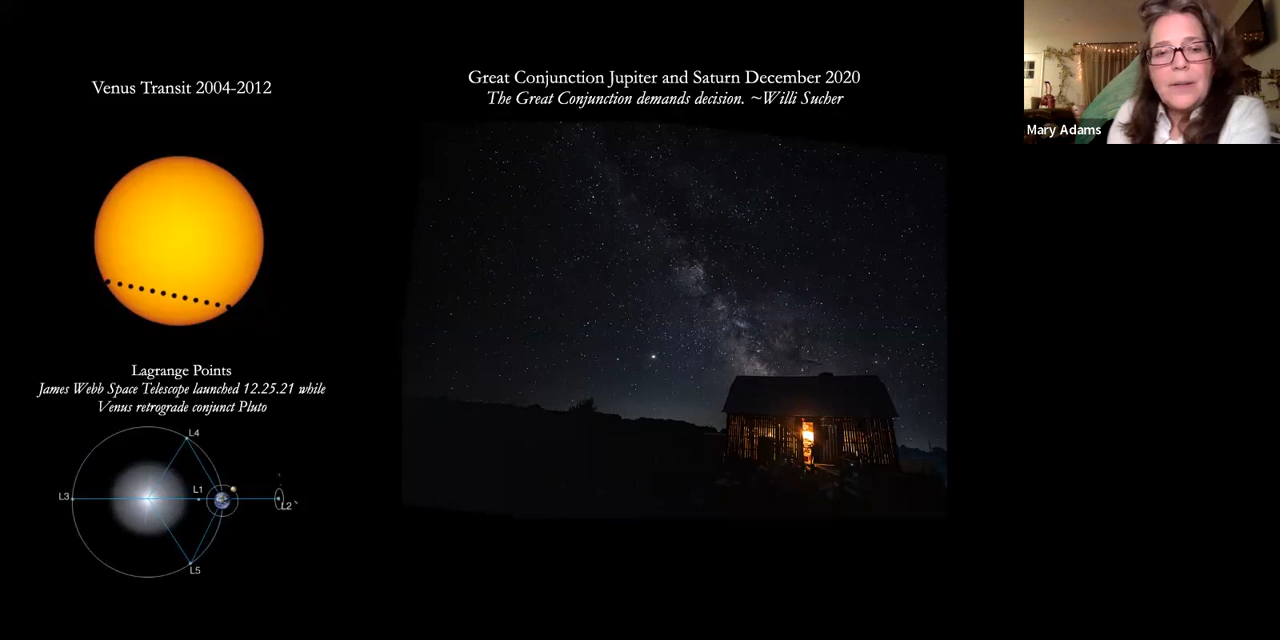 Venus Transit 2004-2012
Great Conjunction Jupiter and Saturn December 2020
The Great Conjunction demands decision. ~Willi Sucher
Mary Adams
Lagrange Points
James Webb Space Telescope launched 12.25.21 while
Venus retrograde conjunct Pluto
L4
L3
L1
L2
L5